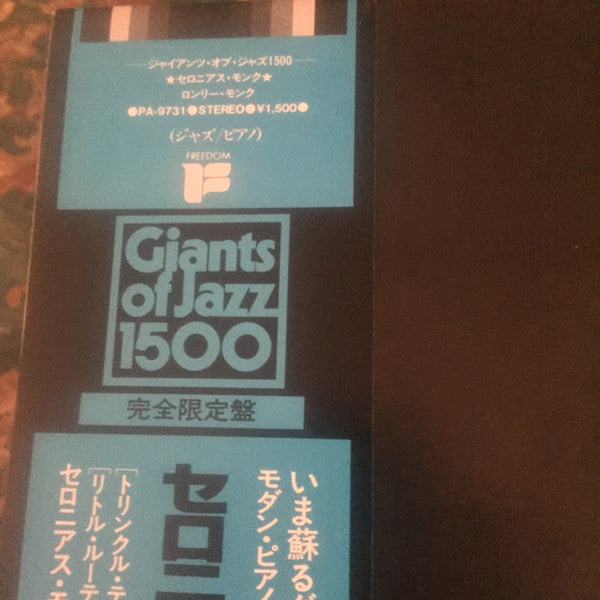 ジャイアンツ・オブ・ジャズ1500
★セロニアス・モンク★
ロンリー・モンク
●PA-9731●STEREO●¥1,500●
(ジャズ/ピアノ)
FREEDOM
F
Giants
of Jazz
1500
完全限定盤
いま蘇る
モダン・ピアノ
セロニ
[トリンクル・テ
[リトル・ルーテ
セロニアス・モ